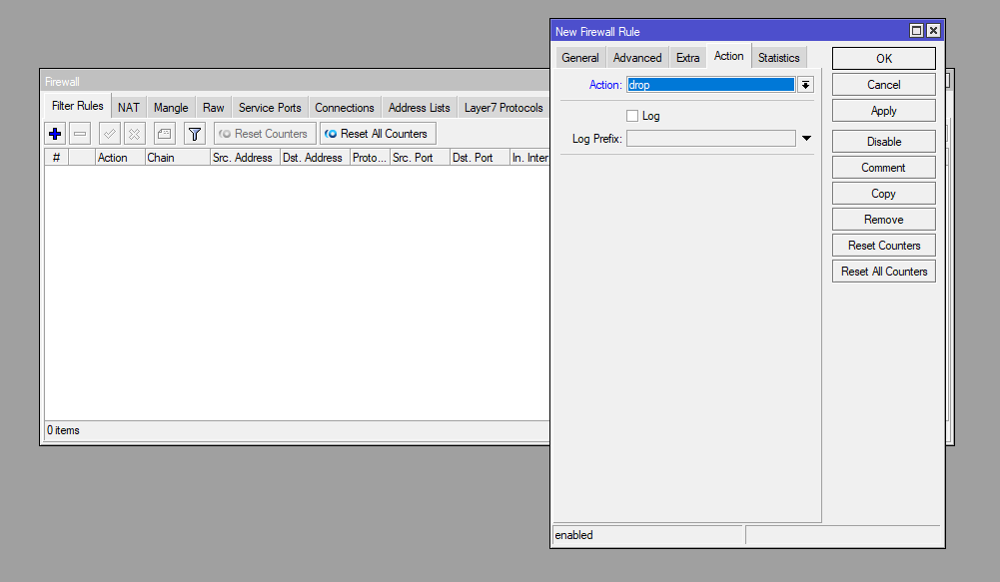 New Firewall Rule
General Advanced Extra Action Statistics
Action: drop
Log
Log Prefix:
OK
Cancel
Apply
Disable
Comment
Copy
Remove
Reset Counters
Reset All Counters
enabled
Firewall
Filter Rules NAT Mangle Raw Service Ports Connections Address Lists Layer7 Protocols
Reset Counters Reset All Counters
# Action Chain Src. Address Dst. Address Proto... Src. Port Dst. Port In. Inter
0 items